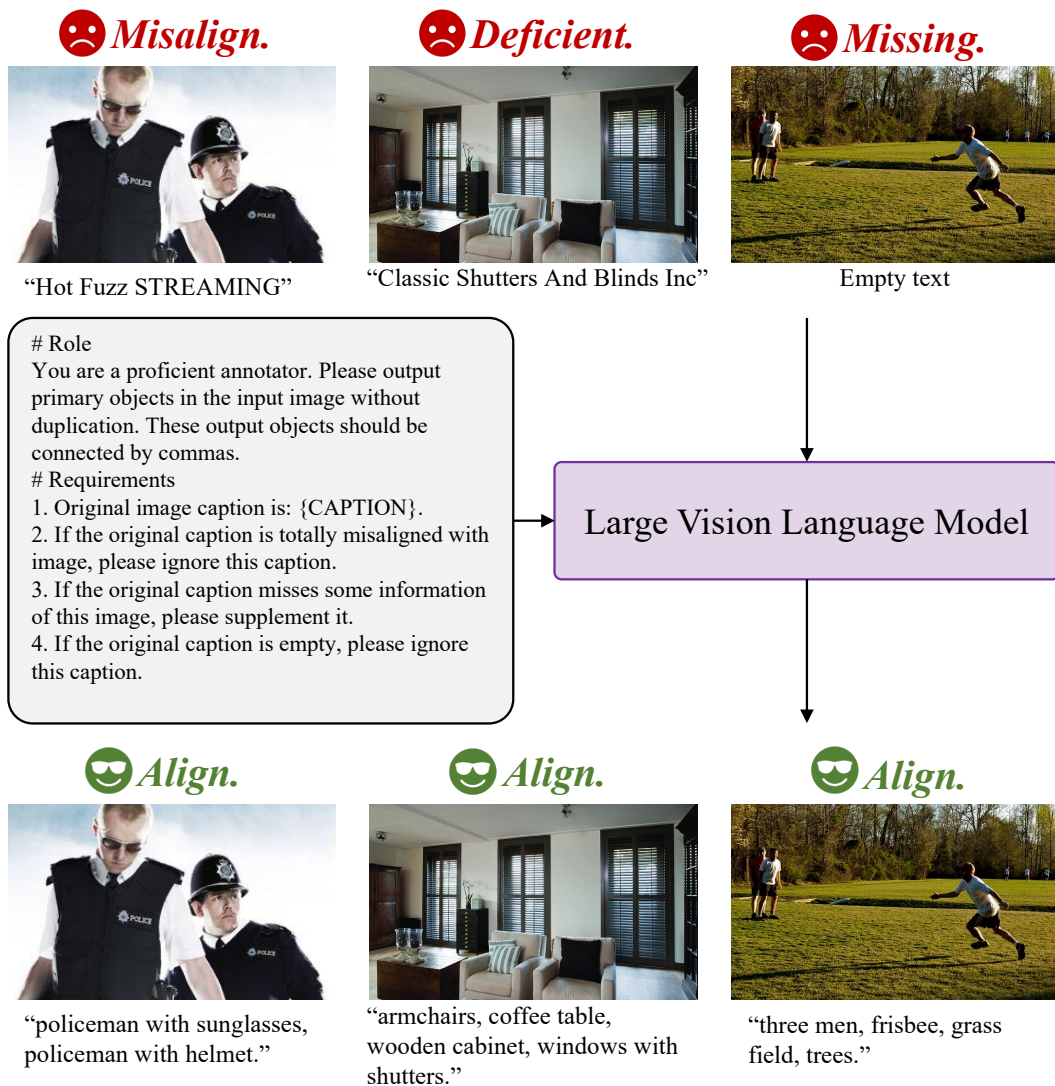 Misalign.
Deficient.
Missing.
POLICE
POLICE
“Hot Fuzz STREAMING”
“Classic Shutters And Blinds Inc”
Empty text
# Role
You are a proficient annotator. Please output
primary objects in the input image without
duplication. These output objects should be
connected by commas.
# Requirements
1. Original image caption is: {CAPTION}.
2. If the original caption is totally misaligned with
image, please ignore this caption.
3. If the original caption misses some information
of this image, please supplement it.
4. If the original caption is empty, please ignore
this caption.
Large Vision Language Model
Align.
Align.
Align.
POLICE
POLICE
“policeman with sunglasses,
policeman with helmet.”
“armchairs, coffee table,
wooden cabinet, windows with
shutters.”
“three men, frisbee, grass
field, trees.”